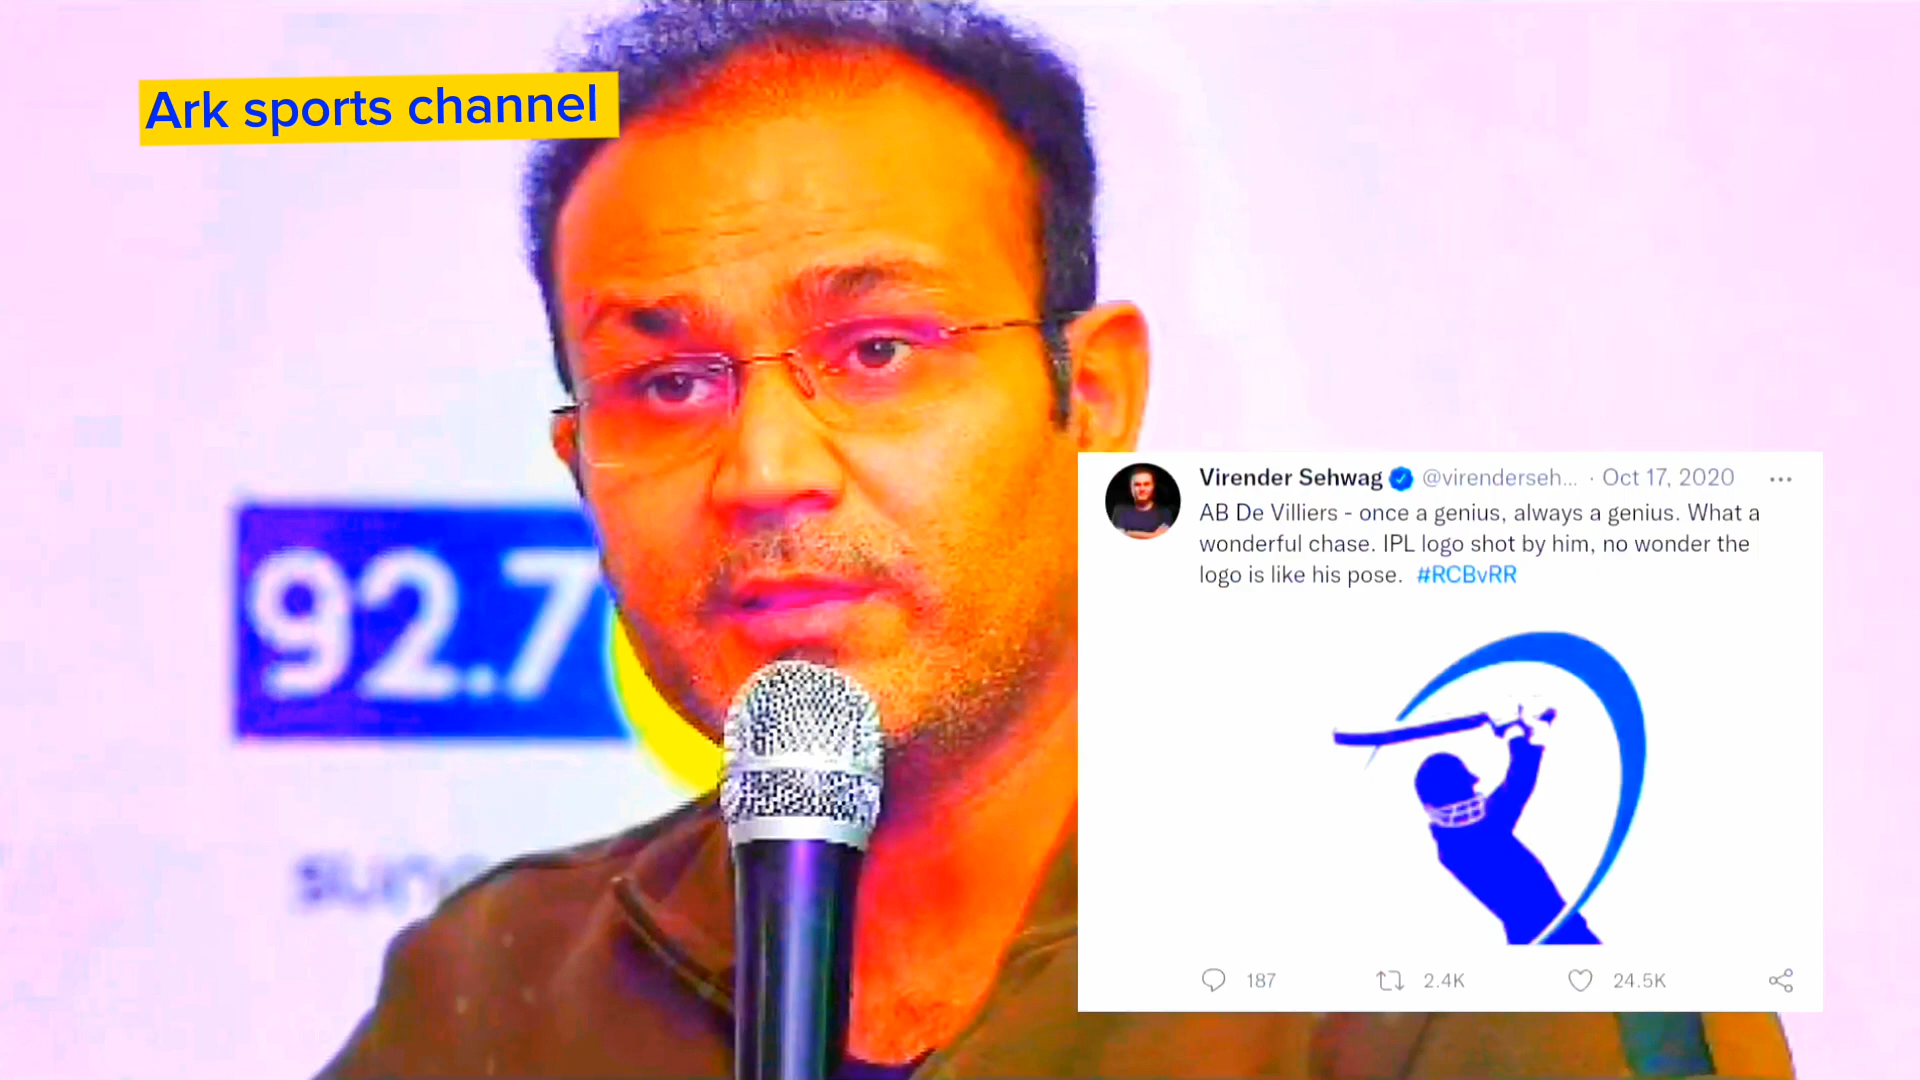 Ark sports channel
92.7
Virender Sehwag @virenderseh... · Oct 17, 2020
AB De Villiers - once a genius, always a genius. What a
wonderful chase. IPL logo shot by him, no wonder the
logo is like his pose. #RCBvRR
187 2.4K 24.5K